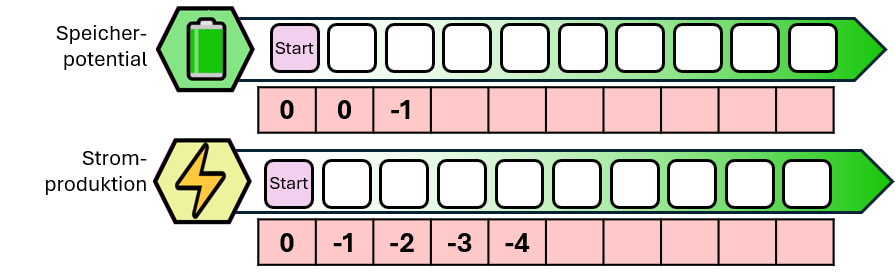 Speicher-
potential
Start
0 0 -1
Strom-
produktion
Start
0 -1 -2 -3 -4